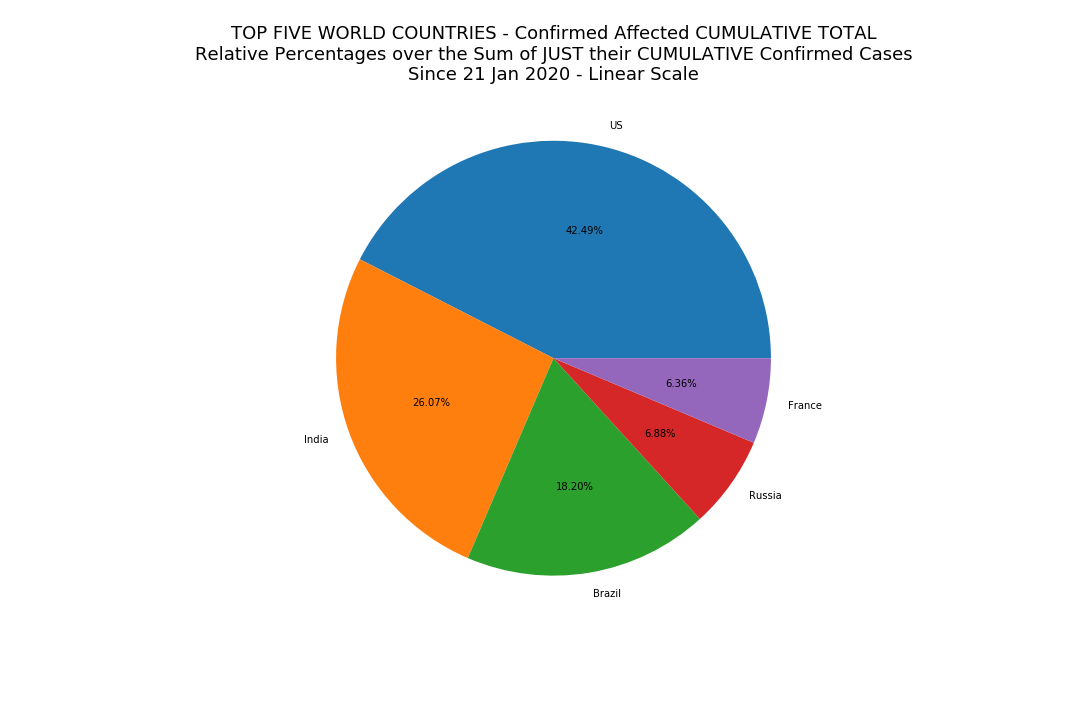 TOP FIVE WORLD COUNTRIES - Confirmed Affected CUMULATIVE TOTAL
Relative Percentages over the Sum of JUST their CUMULATIVE Confirmed Cases
Since 21 Jan 2020 - Linear Scale
US
42.49%
26.07%
India
18.20%
Brazil
6.88%
Russia
6.36%
France